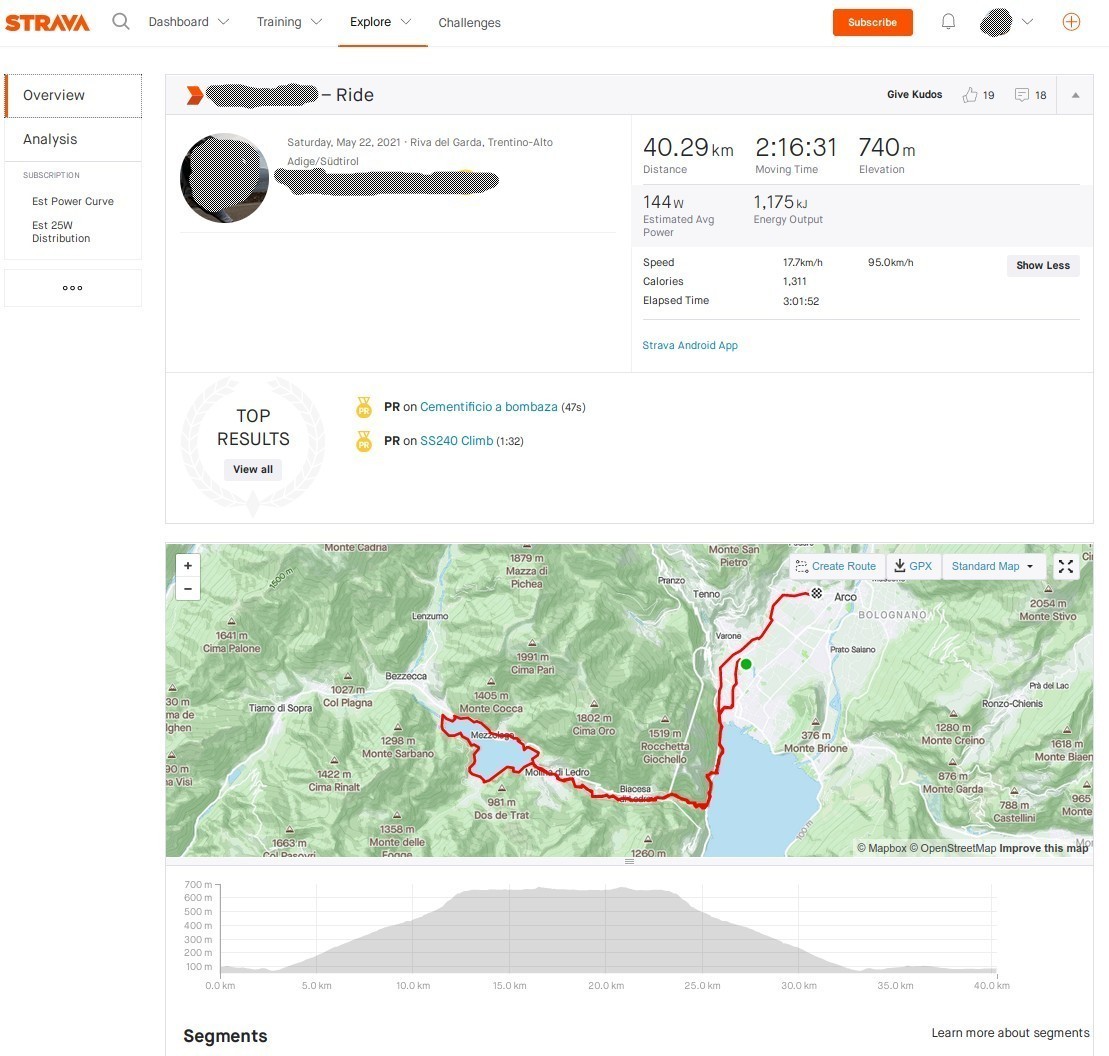 STRAVA
Dashboard
Training
Explore
Challenges
Subscribe
Overview
Analysis
SUBSCRIPTION
Est Power Curve
Est 25W
Distribution
– Ride
Give Kudos
19
18
Saturday, May 22, 2021 · Riva del Garda, Trentino-Alto
Adige/Südtirol
40.29 km
2:16:31
740 m
Distance
Moving Time
Elevation
144 W
1,175 kJ
Estimated Avg
Power
Energy Output
Speed
17.7km/h
95.0km/h
Show Less
Calories
1,311
Elapsed Time
3:01:52
Strava Android App
TOP
RESULTS
View all
PR
PR on Cementificio a bombaza (47s)
PR
PR on SS240 Climb (1:32)
+
−
Create Route
GPX
Standard Map
Monte Cadria
1879 m
Mazza di
Pichea
1500 m
Monte San
Pietro
Pranzo
Tenno
Arco
BOLOGNANO
2054 m
Monte Stivo
Lenzumo
1641 m
Cima Palone
Varone
Prato Saiano
1991 m
Cima Pari
Bezzecca
1027 m
Col Plagna
Tiarno di Sopra
1405 m
Monte Cocca
Prà del Lac
Ronzo-Chienis
1802 m
Cima Oro
1519 m
Rocchetta
Giochello
376 m
Monte Brione
1280 m
Monte Creino
1298 m
Monte Sarbano
Mezzolago
1618 m
Monte Biaen
1422 m
Cima Rinalt
Molina di Ledro
876 m
Monte Garda
981 m
Dos de Trat
Biacesa
di Ledro
788 m
Castellini
965
Monte
1358 m
Monte delle
Fogge
1663 m
Col Pasovri
1260 m
100 m
© Mapbox © OpenStreetMap Improve this map
700 m
600 m
500 m
400 m
300 m
200 m
100 m
0.0 km
5.0 km
10.0 km
15.0 km
20.0 km
25.0 km
30.0 km
35.0 km
40.0 km
Segments
Learn more about segments